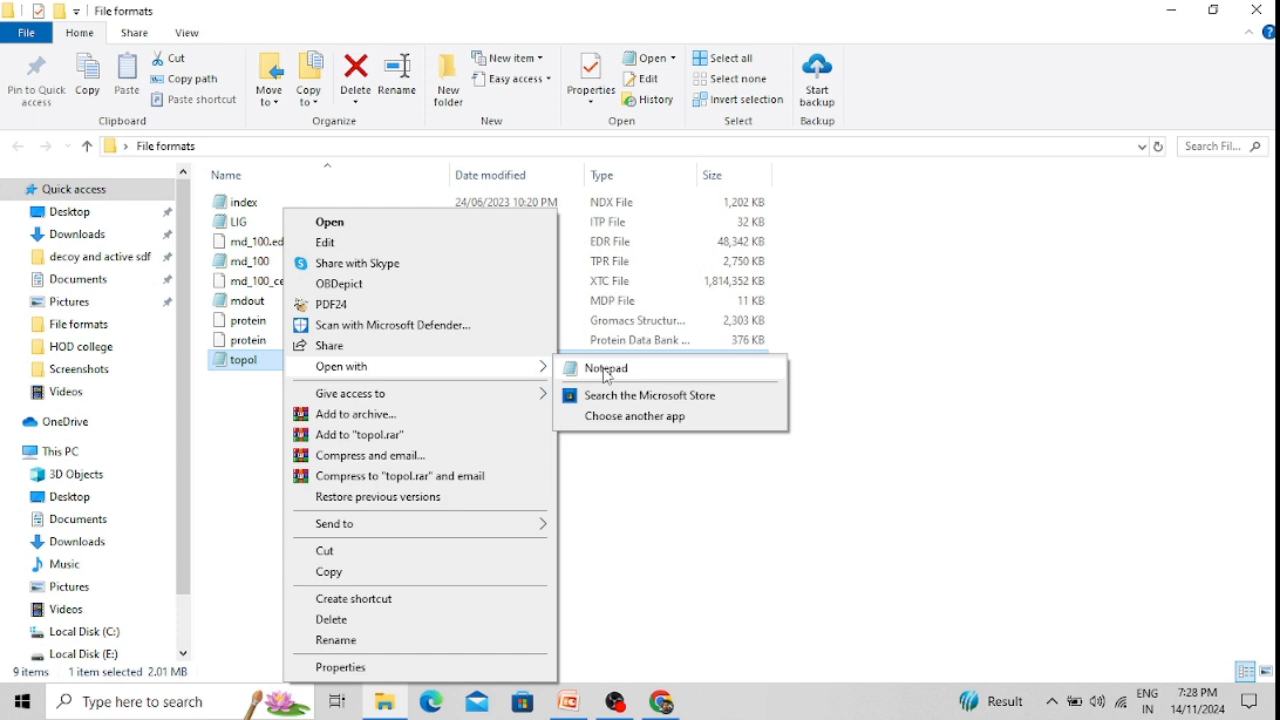 File formats
File
Home
Share
View
Pin to Quick access
Copy
Paste
Cut
Copy path
Paste shortcut
Clipboard
Move to
Copy to
Delete
Rename
Organize
New folder
New item
Easy access
New
Properties
Open
Edit
History
Open
Select all
Select none
Invert selection
Select
Start backup
Backup
File formats
Search Fil...
Quick access
Desktop
Downloads
decoy and active sdf
Documents
Pictures
File formats
HOD college
Screenshots
Videos
OneDrive
This PC
3D Objects
Desktop
Documents
Downloads
Music
Pictures
Videos
Local Disk (C:)
Local Disk (E:)
Name Date modified Type Size
index 24/06/2023 10:20 PM NDX File 1,202 KB
LIG ITP File 32 KB
md_100.ed EDR File 48,342 KB
md_100 TPR File 2,750 KB
md_100_ce XTC File 1,814,352 KB
mdout MDP File 11 KB
protein Gromacs Structur... 2,303 KB
protein Protein Data Bank ... 376 KB
topol
Open
Edit
Share with Skype
OBDepict
PDF24
Scan with Microsoft Defender...
Share
Open with
Give access to
Add to archive...
Add to "topol.rar"
Compress and email...
Compress to "topol.rar" and email
Restore previous versions
Send to
Cut
Copy
Create shortcut
Delete
Rename
Properties
Notepad
Search the Microsoft Store
Choose another app
9 items 1 item selected 2.01 MB
Type here to search
Result
ENG
IN
7:28 PM
14/11/2024